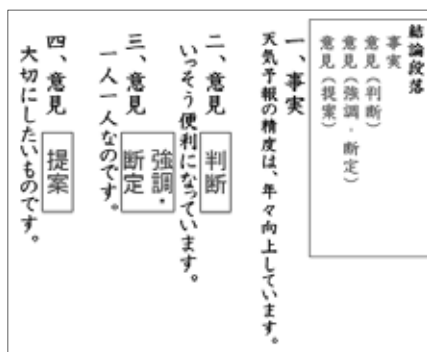 結論段落
事実
意見(判断)
意見(強調・断定)
意見(提案)
一、事実
天気予報の精度は、年々向上しています。
二、意見 判断
いっそう便利になっています。
三、意見 強調・断定
一人一人なのです。
四、意見 提案
大切にしたいものです。